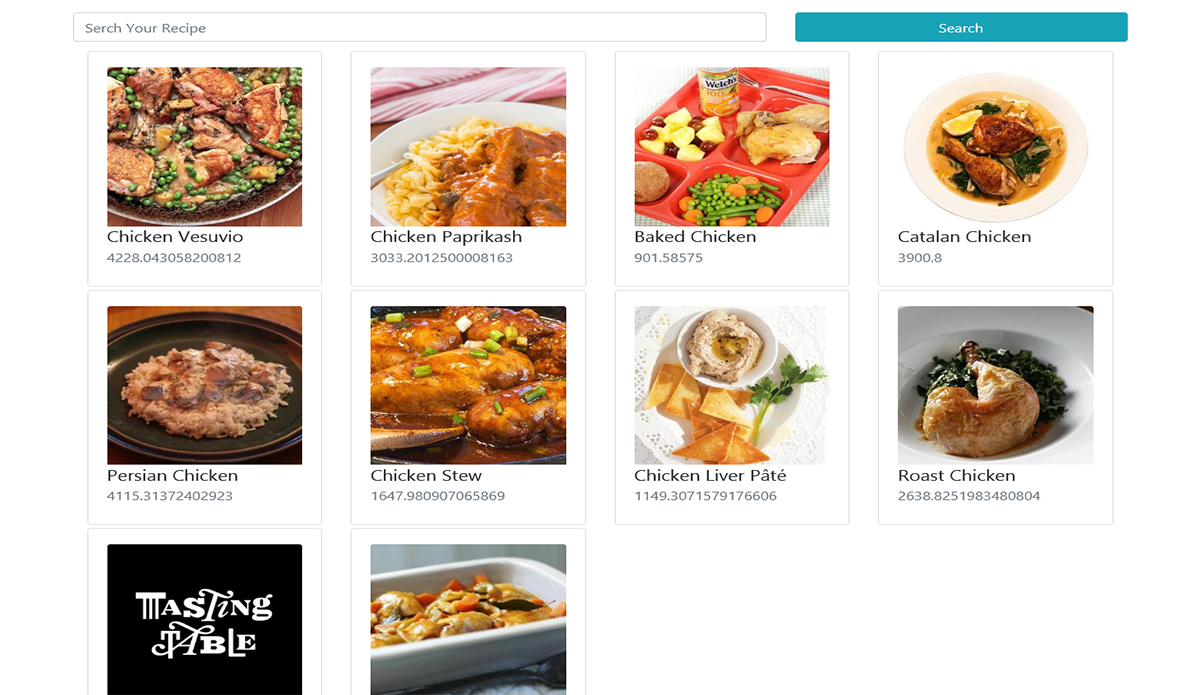 Serch Your Recipe
Search
Welch's
100%
Chicken Vesuvio
4228.043058200812
Chicken Paprikash
3033.2012500008163
Baked Chicken
901.58575
Catalan Chicken
3900.8
Persian Chicken
4115.31372402923
Chicken Stew
1647.980907065869
Chicken Liver Pâté
1149.3071579176606
Roast Chicken
2638.8251983480804
TASTING
TABLE